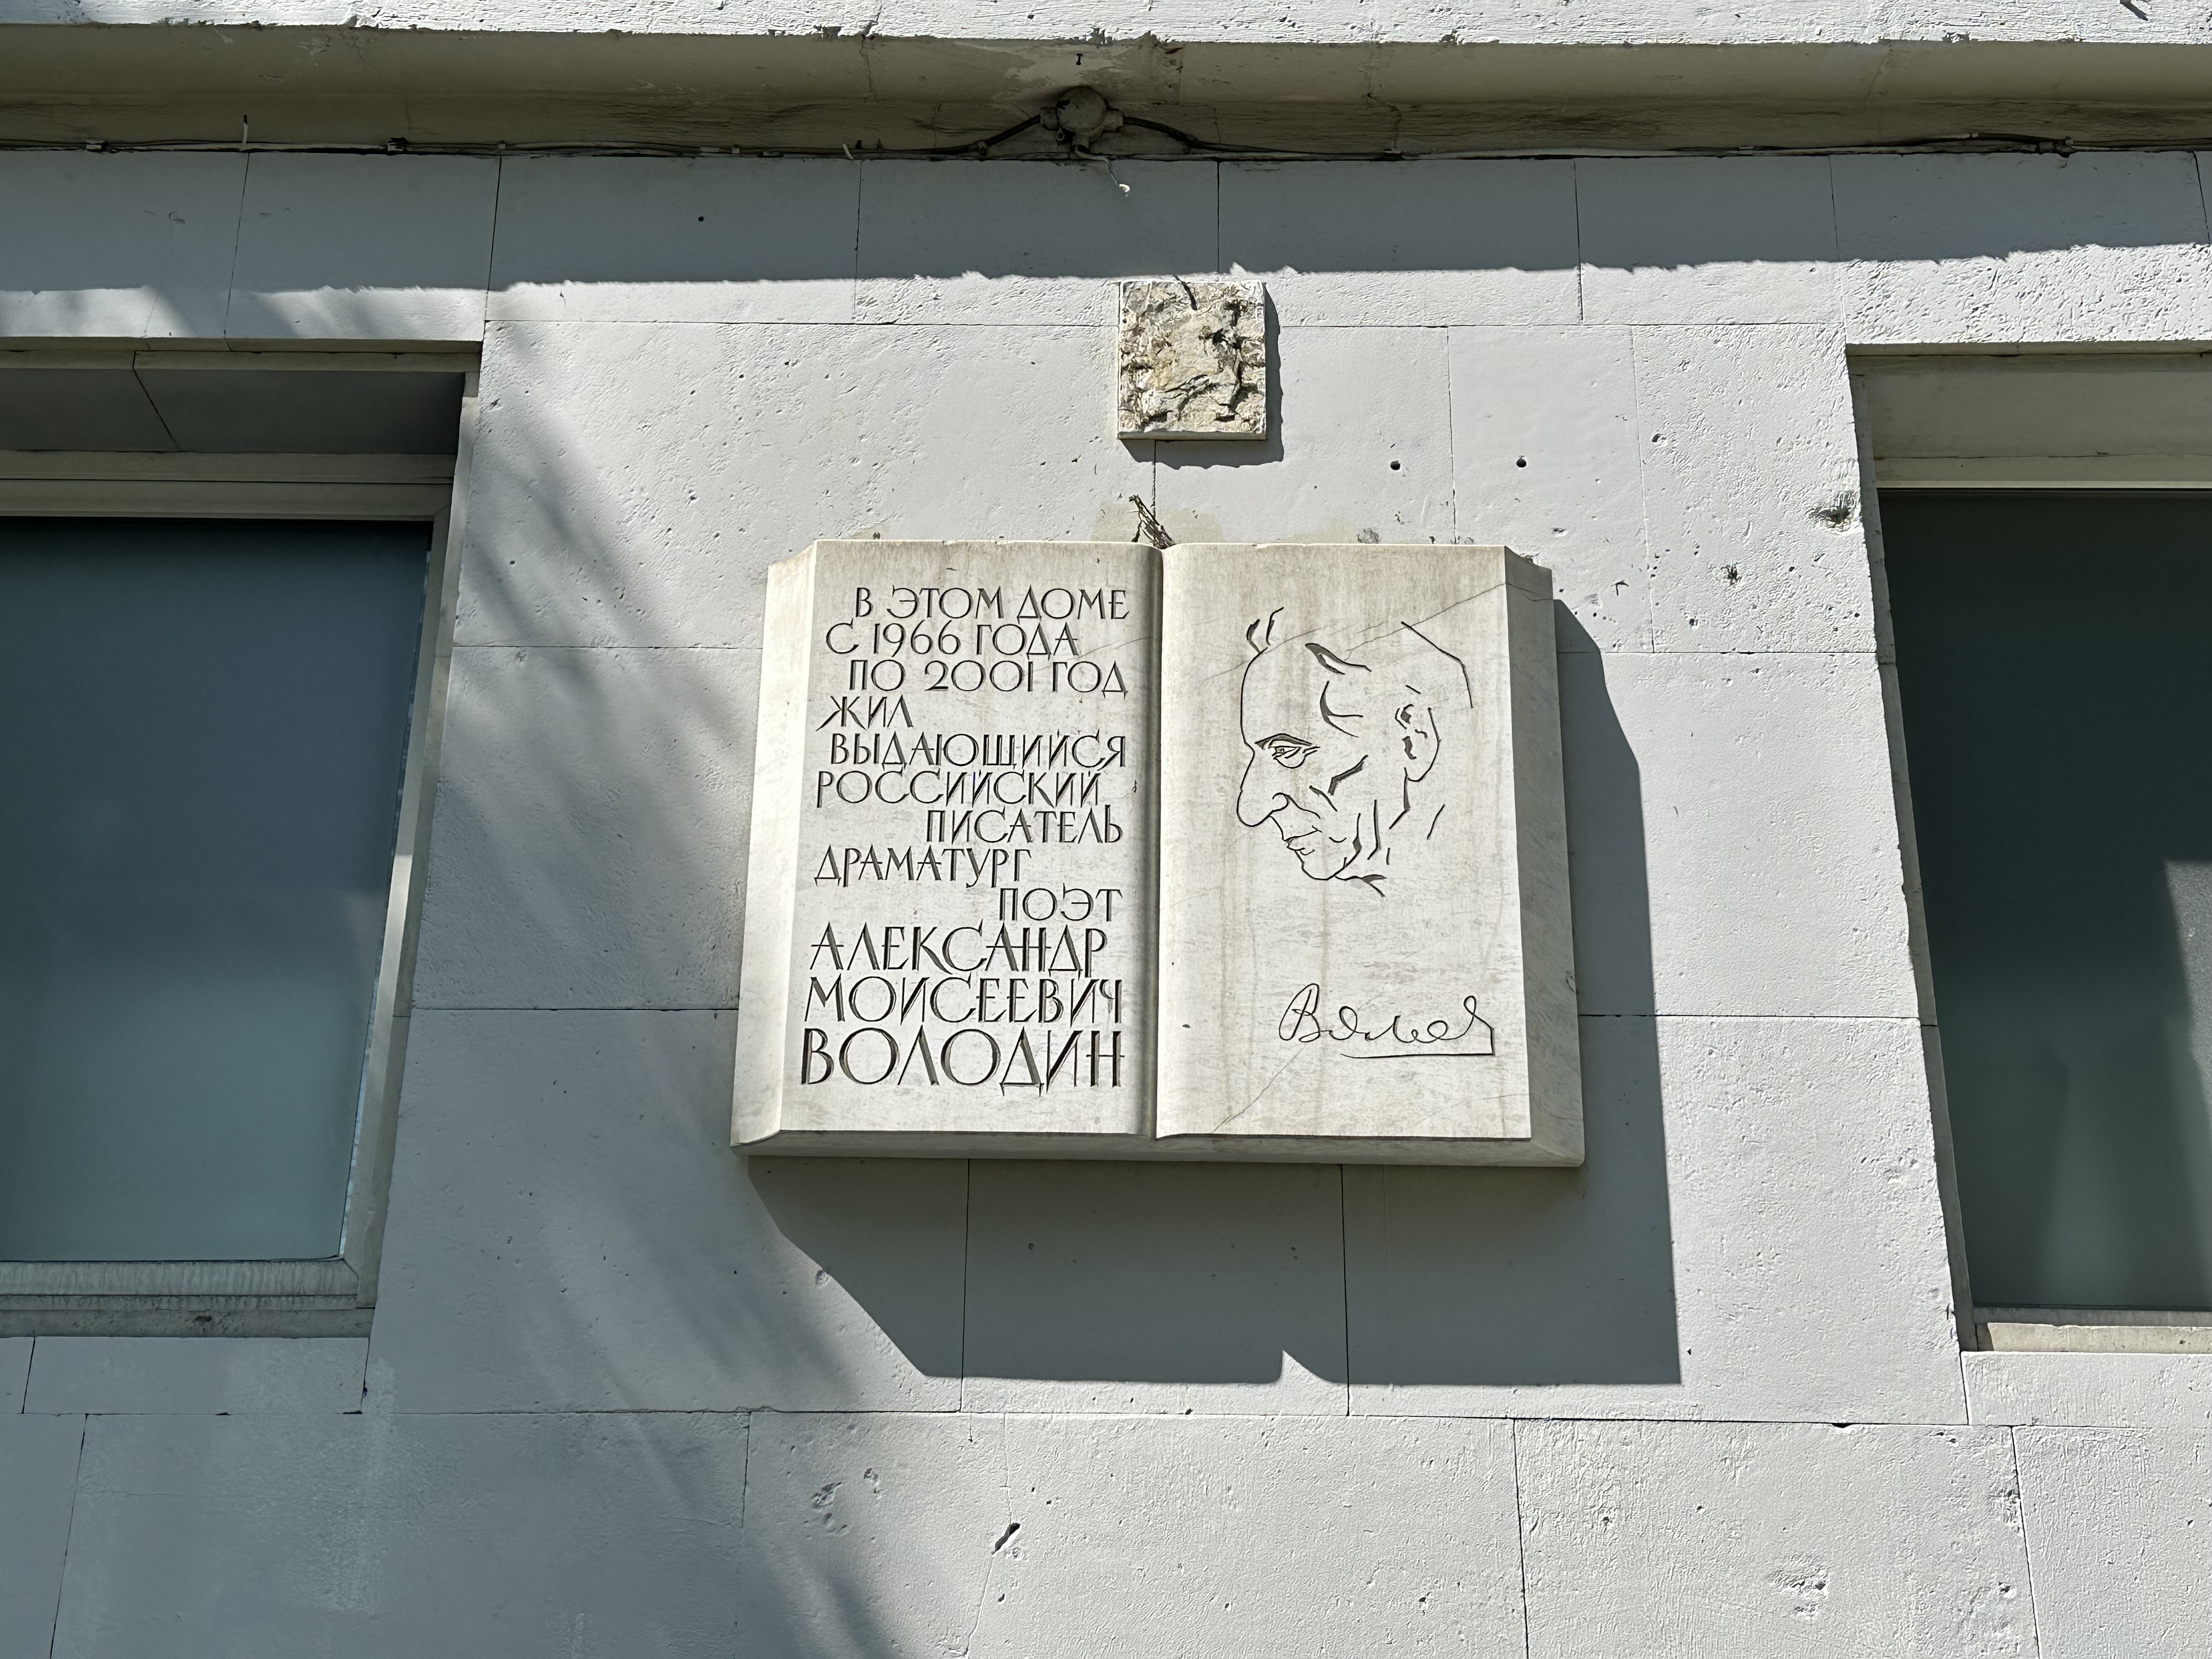 В ЭТОМ ДОМЕ
С 1966 ГОДА
ПО 2001 ГОД
ЖИЛ
ВЫДАЮЩИЙСЯ
РОССИЙСКИЙ
ПИСАТЕЛЬ
ДРАМАТУРГ
ПОЭТ
АЛЕКСАНДР
МОИСЕЕВИЧ
ВОЛОДИН